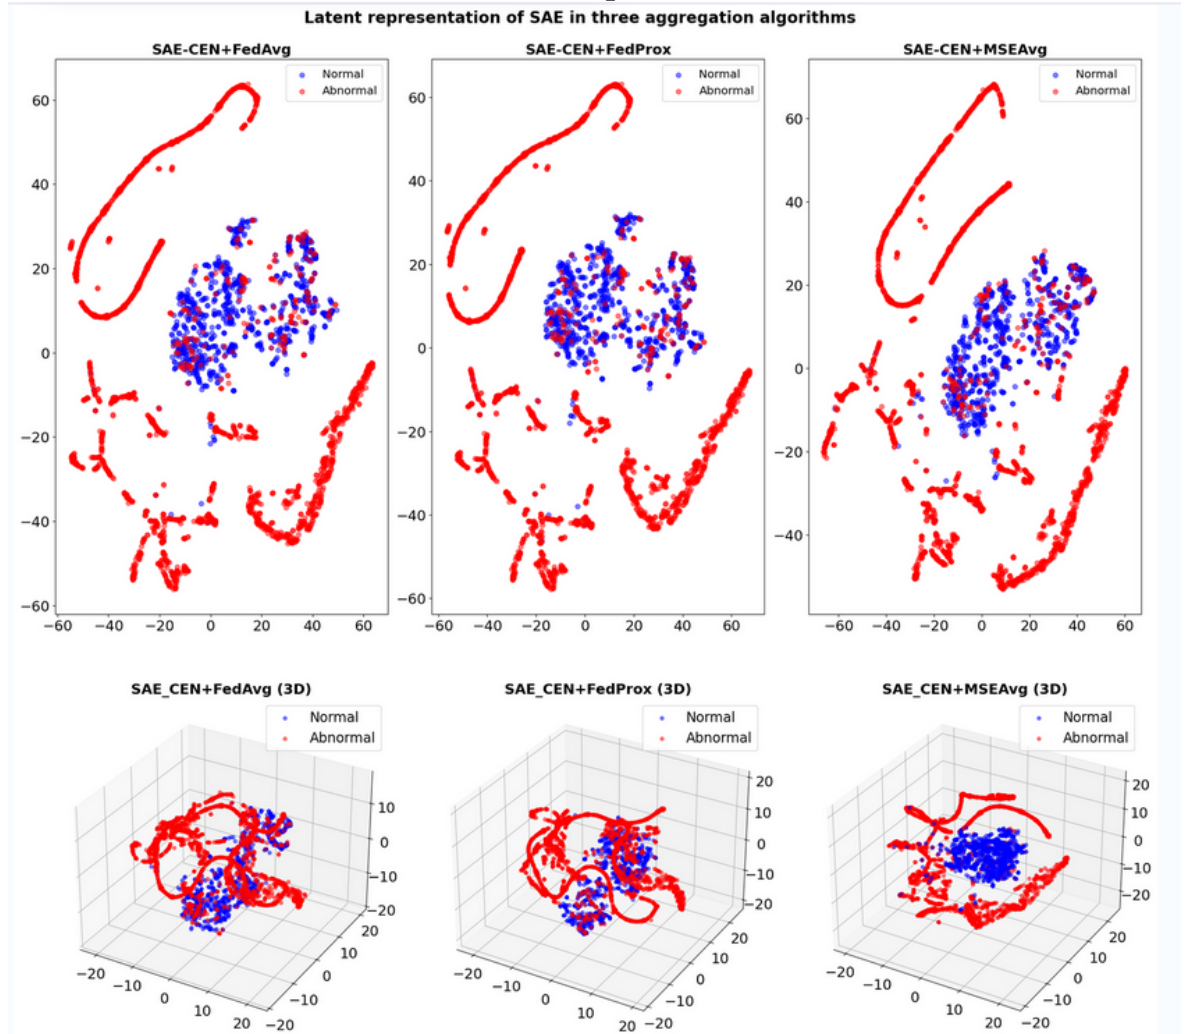 Latent representation of SAE in three aggregation algorithms
SAE-CEN+FedAvg
SAE-CEN+FedProx
SAE-CEN+MSEAvg
Normal
Abnormal
Normal
Abnormal
Normal
Abnormal
60
40
20
0
−20
−40
−60
60
40
20
0
−20
−40
−60
60
40
20
0
−20
−40
−60 −40 −20 0 20 40 60
−60 −40 −20 0 20 40 60
−60 −40 −20 0 20 40 60
SAE_CEN+FedAvg (3D)
SAE_CEN+FedProx (3D)
SAE_CEN+MSEAvg (3D)
Normal
Abnormal
Normal
Abnormal
Normal
Abnormal
10
0
−10
−20
20
10
0
−10
−20
20
10
0
−10
−20
−20 −10 0 10 20
−20 −10 0 10 20
−20 −10 0 10 20
−20 −10 0 10 20
−20 −10 0 10 20
−20 −10 0 10 20